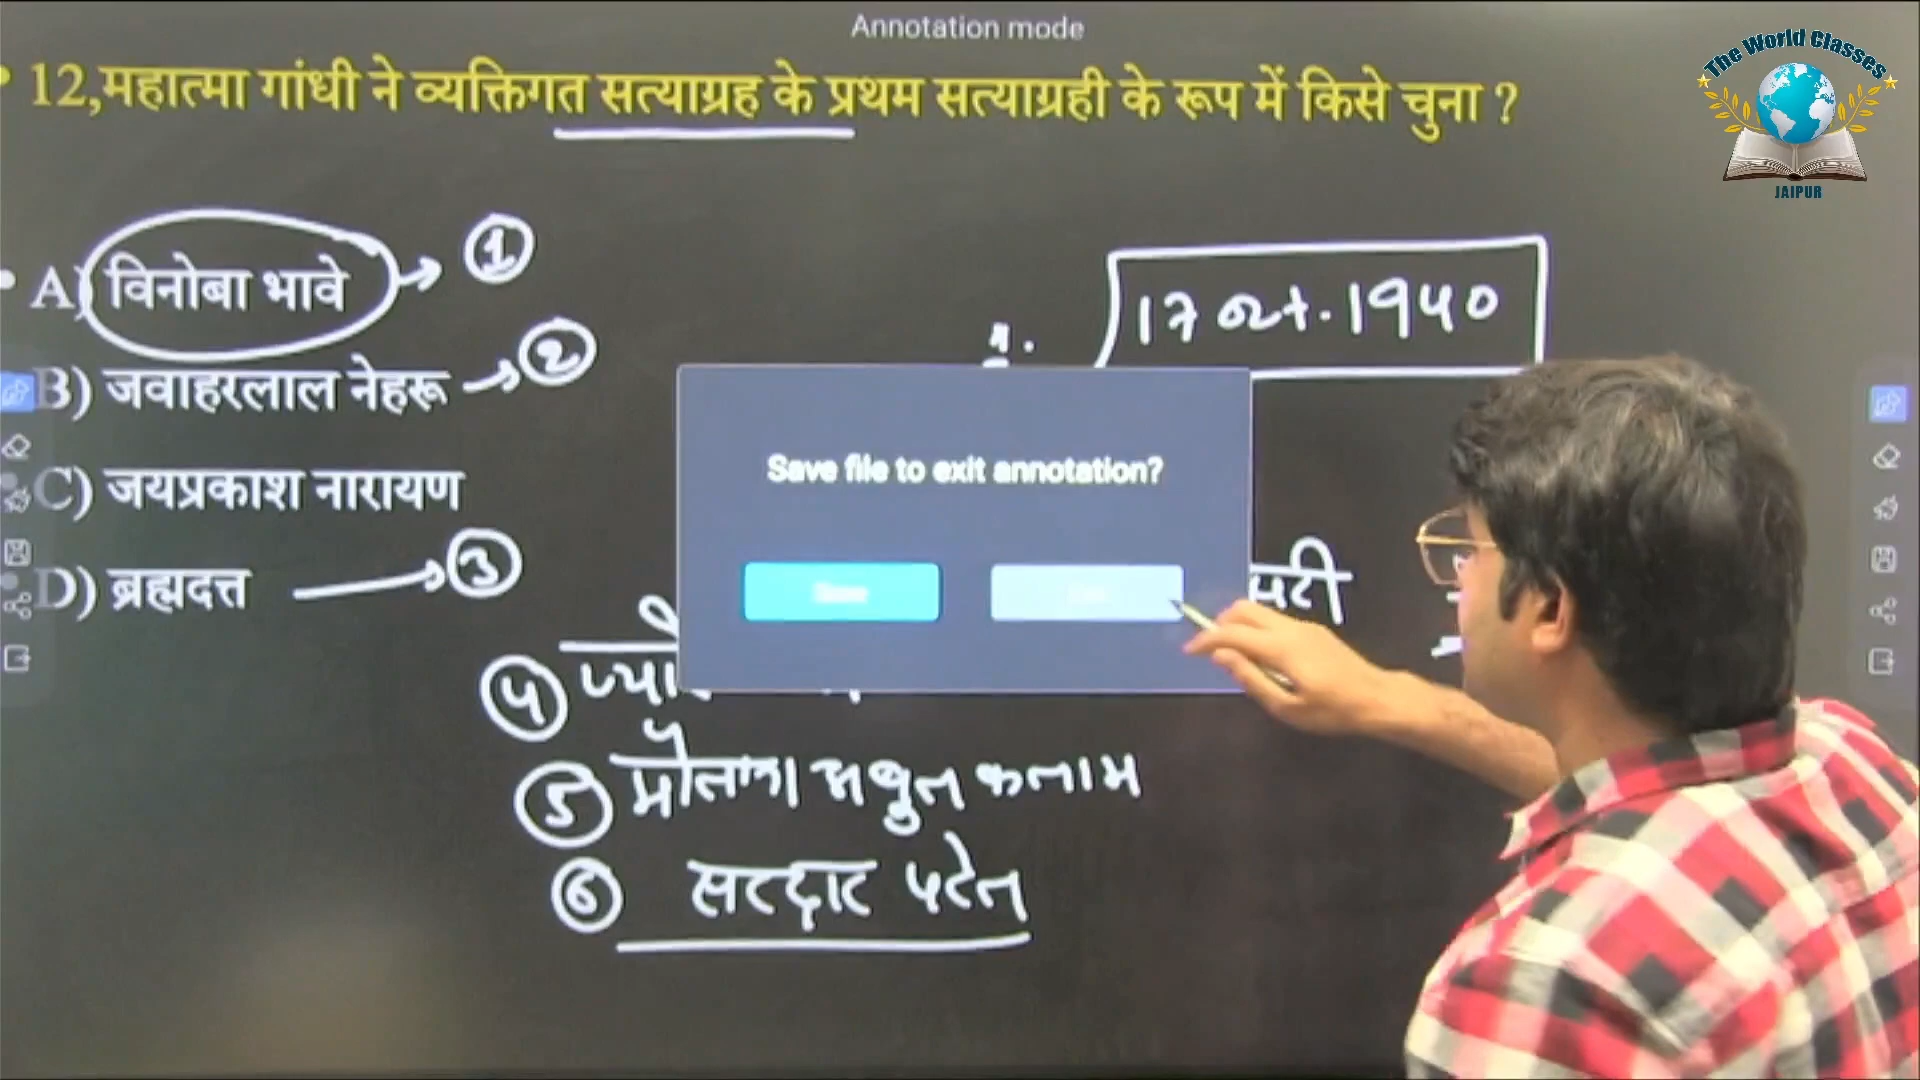 Annotation mode
The World Classes
JAIPUR
12,महात्मा गांधी ने व्यक्तिगत सत्याग्रह के प्रथम सत्याग्रही के रूप में किसे चुना ?
A) विनोबा भावे → 1
17 oct. 1940
1.
B) जवाहरलाल नेहरू → 2
Save file to exit annotation?
C) जयप्रकाश नारायण
D) ब्रह्मदत्त → 3
Save
4
5 मौलाना अबुल कलाम
6 सरदार पटेल